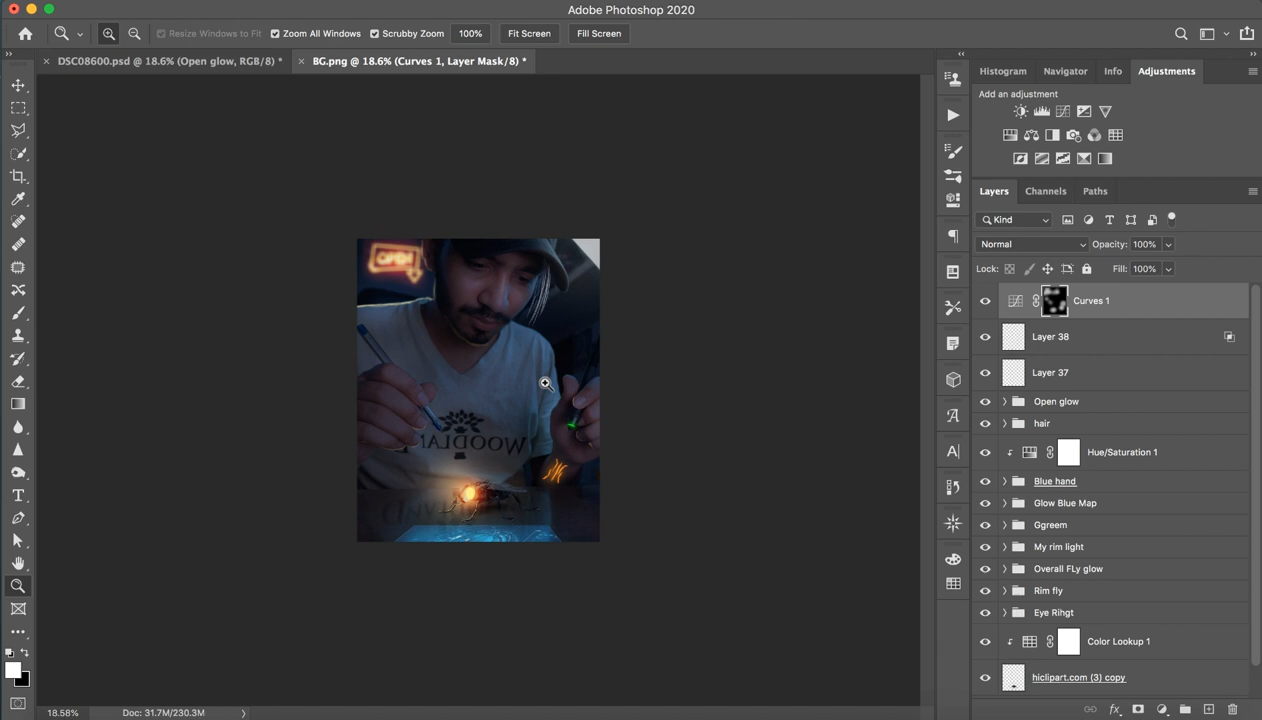 Adobe Photoshop 2020
Resize Windows to Fit
Zoom All Windows
Scrubby Zoom
100%
Fit Screen
Fill Screen
DSC08600.psd @ 18.6% (Open glow, RGB/8) *
BG.png @ 18.6% (Curves 1, Layer Mask/8) *
Histogram
Navigator
Info
Adjustments
Add an adjustment
Layers
Channels
Paths
Kind
Normal
Opacity: 100%
Lock:
Fill: 100%
Curves 1
Layer 38
Layer 37
Open glow
hair
Hue/Saturation 1
Blue hand
Glow Blue Map
Ggreem
My rim light
Overall FLy glow
Rim fly
Eye Rihgt
Color Lookup 1
hiclipart.com (3) copy
OPEN
18.58%
Doc: 31.7M/230.3M